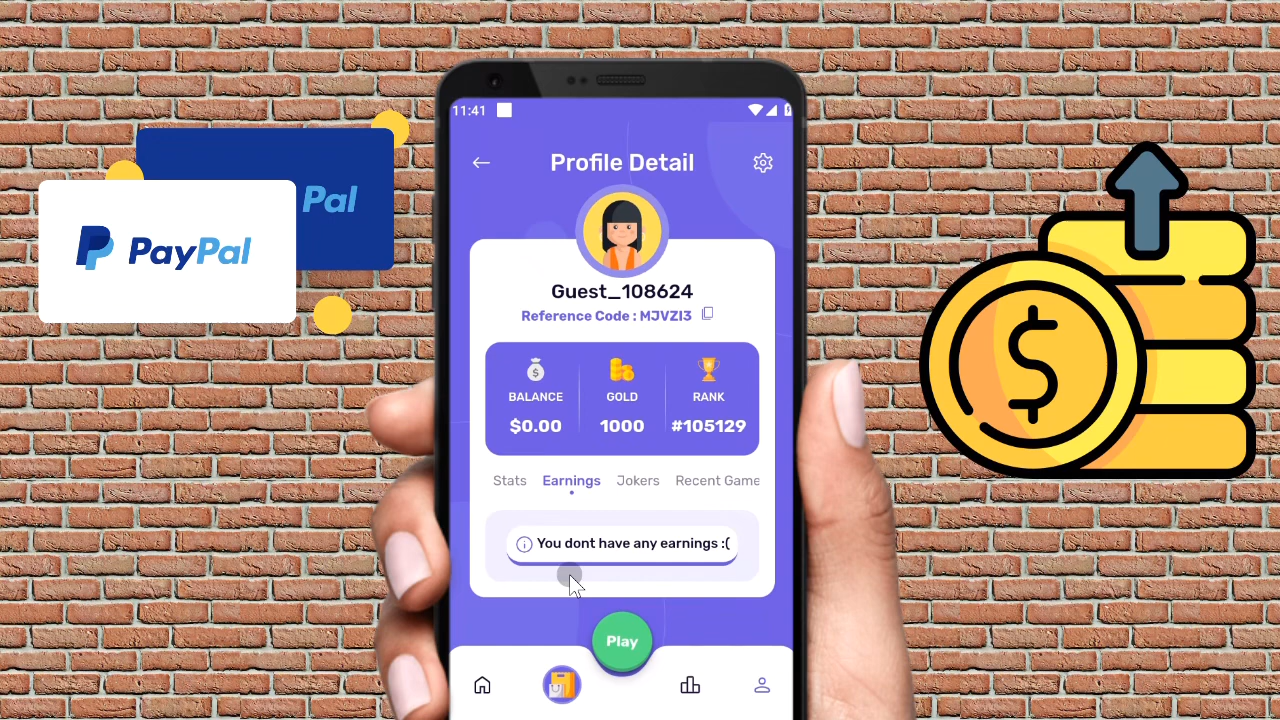 11:41
Profile Detail
Pal
PayPal
Guest_108624
Reference Code : MJVZI3
$
BALANCE GOLD RANK
$0.00 1000 #105129
Stats Earnings Jokers Recent Game
You dont have any earnings :(
Play